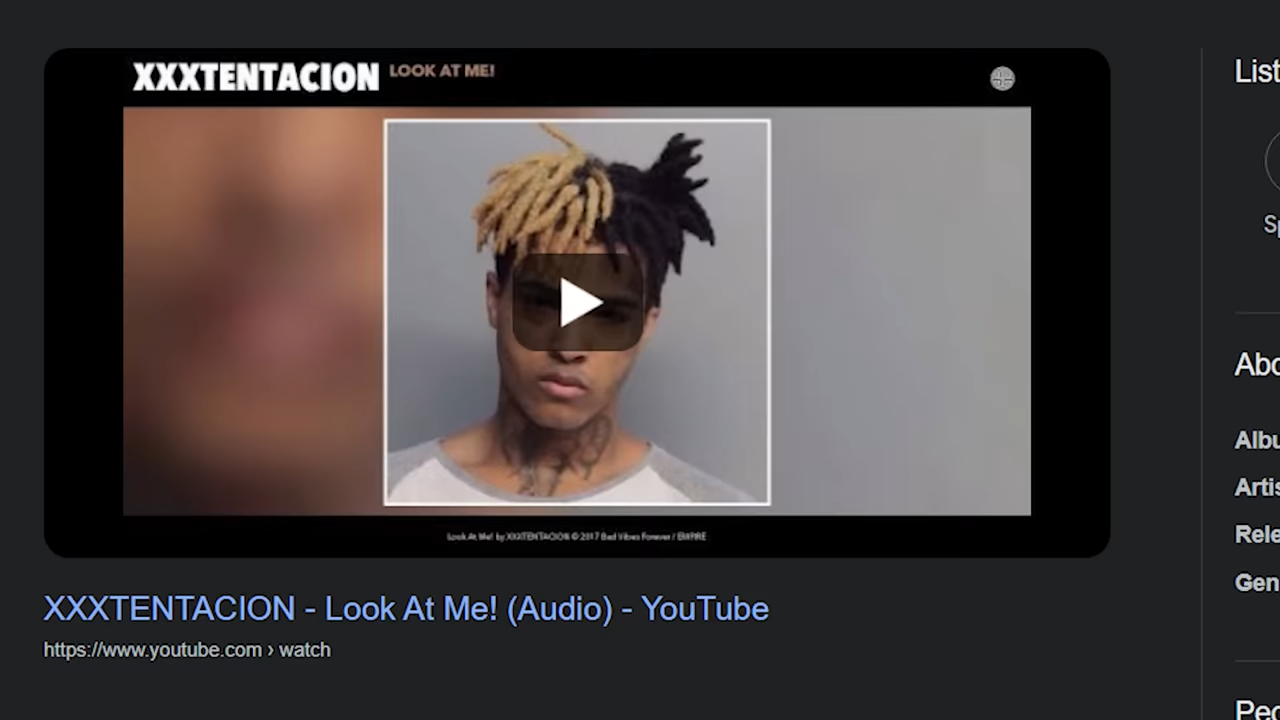 XXXTENTACION LOOK AT ME!
Look At Me! by XXXTENTACION © 2017 Bad Vibes Forever / EMPIRE
XXXTENTACION - Look At Me! (Audio) - YouTube
https://www.youtube.com › watch
List
Sp
Abo
Albu
Artis
Rele
Gen
Peo